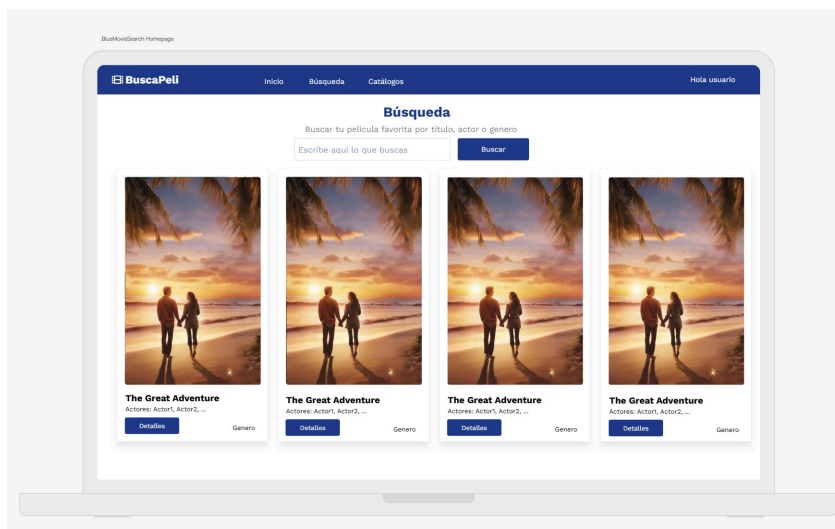 BlueMovieSearch Homepage
BuscaPeli
Inicio Búsqueda Catálogos
Hola usuario
Búsqueda
Buscar tu película favorita por titulo, actor o genero
Escribe aquí lo que buscas
Buscar
The Great Adventure
Actores: Actor1, Actor2, ...
Detalles
Genero
The Great Adventure
Actores: Actor1, Actor2, ...
Detalles
Genero
The Great Adventure
Actores: Actor1, Actor2, ...
Detalles
Genero
The Great Adventure
Actores: Actor1, Actor2, ...
Detalles
Genero